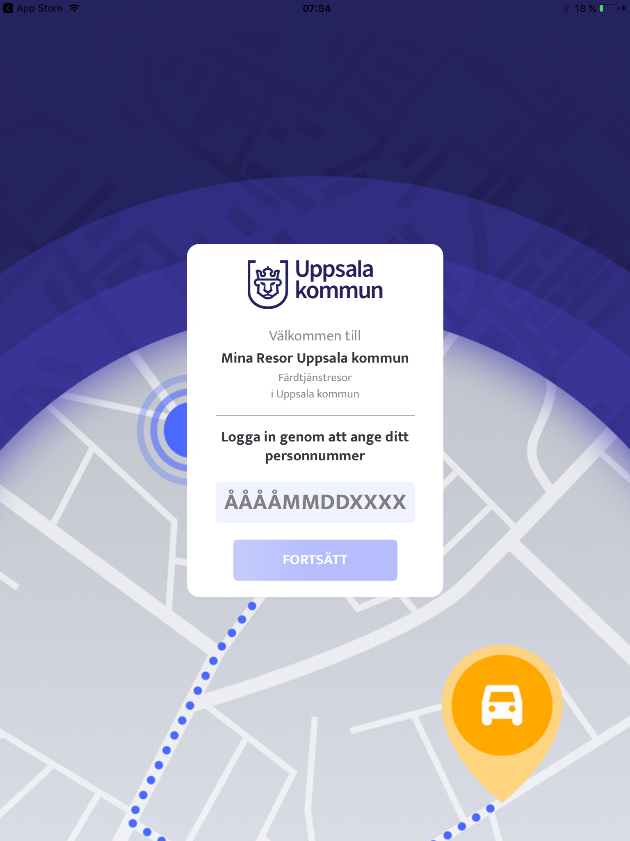 App Store 07:54 18 %
Uppsala
kommun
Välkommen till
Mina Resor Uppsala kommun
Färdtjänstresor
i Uppsala kommun
Logga in genom att ange ditt
personnummer
ÅÅÅÅMMDDXXXX
FORTSÄTT